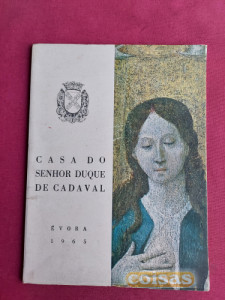 CASA DO
SENHOR DUQUE
DE CADAVAL
ÉVORA
1965
coisas